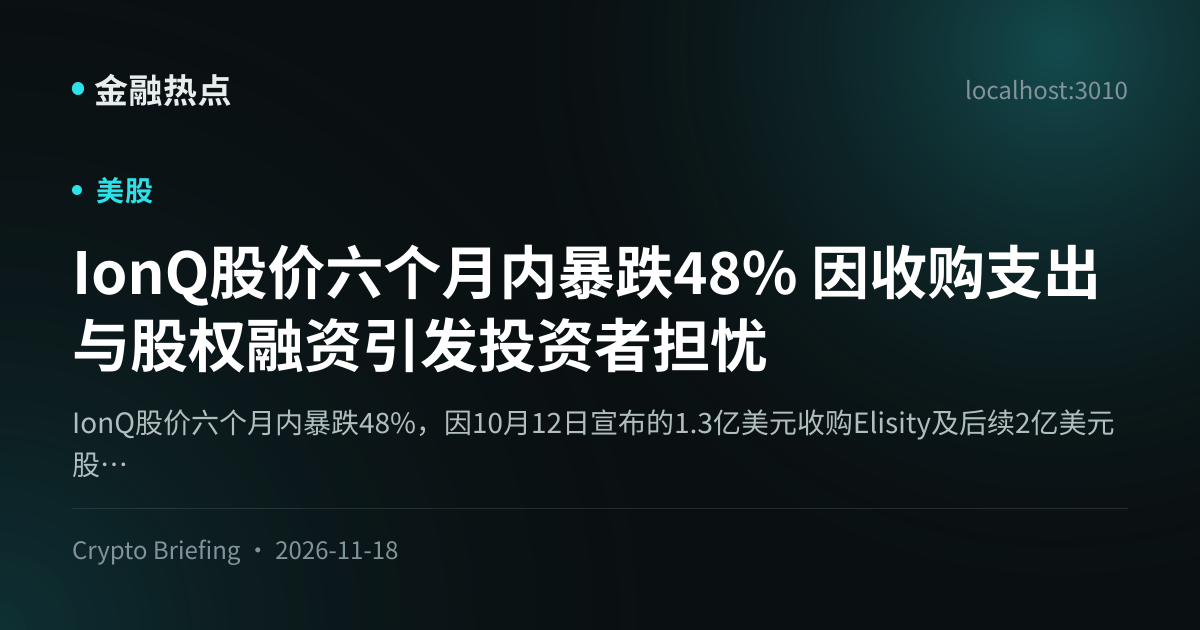 金融热点
localhost:3010
美股
IonQ股价六个月内暴跌48% 因收购支出
与股权融资引发投资者担忧
IonQ股价六个月内暴跌48%，因10月12日宣布的1.3亿美元收购Elisity及后续2亿美元
股…
Crypto Briefing · 2026-11-18